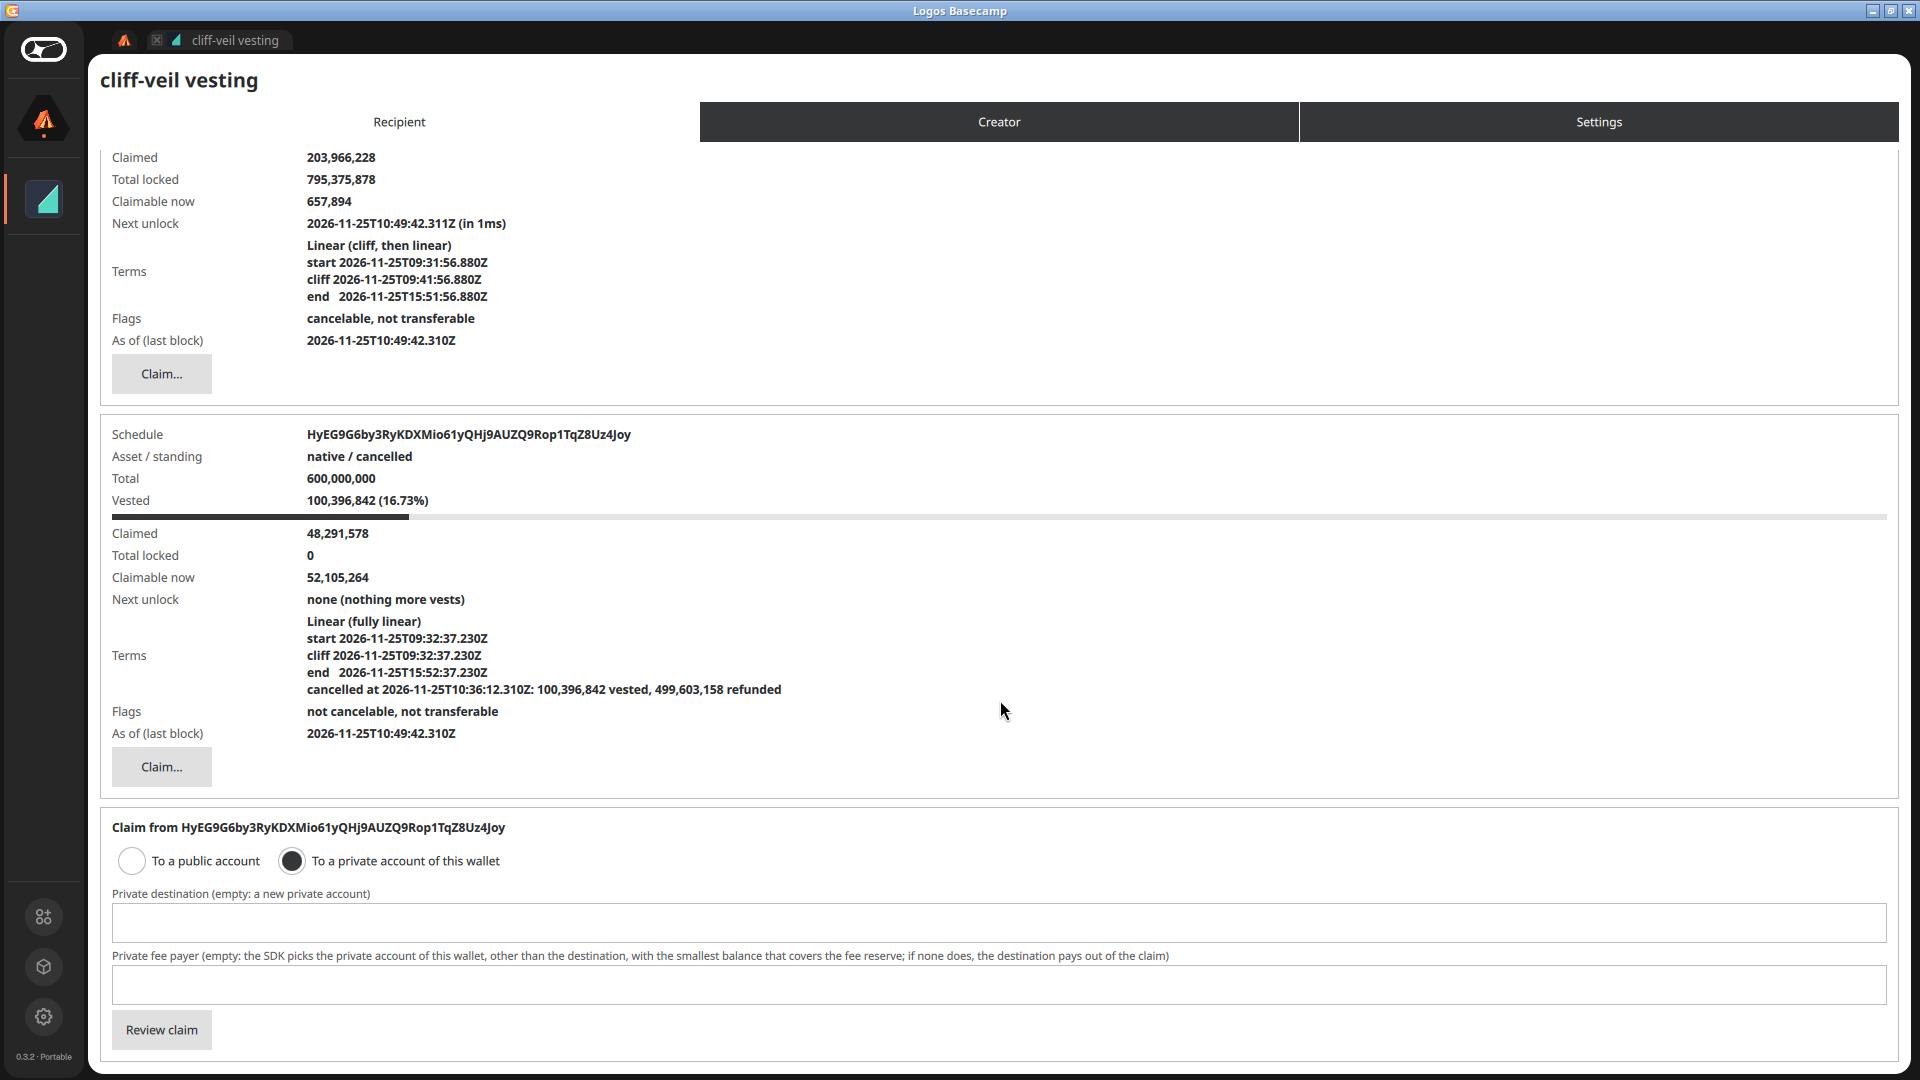 Logos Basecamp
cliff-veil vesting
cliff-veil vesting
Recipient
Creator
Settings
Claimed 203,966,228
Total locked 795,375,878
Claimable now 657,894
Next unlock 2026-11-25T10:49:42.311Z (in 1ms)
Linear (cliff, then linear)
start 2026-11-25T09:31:56.880Z
Terms
cliff 2026-11-25T09:41:56.880Z
end 2026-11-25T15:51:56.880Z
Flags cancelable, not transferable
As of (last block) 2026-11-25T10:49:42.310Z
Claim...
Schedule HyEG9G6by3RyKDXMio61yQHj9AUZQ9Rop1TqZ8Uz4Joy
Asset / standing native / cancelled
Total 600,000,000
Vested 100,396,842 (16.73%)
Claimed 48,291,578
Total locked 0
Claimable now 52,105,264
Next unlock none (nothing more vests)
Linear (fully linear)
start 2026-11-25T09:32:37.230Z
Terms cliff 2026-11-25T09:32:37.230Z
end 2026-11-25T15:52:37.230Z
cancelled at 2026-11-25T10:36:12.310Z: 100,396,842 vested, 499,603,158 refunded
Flags not cancelable, not transferable
As of (last block) 2026-11-25T10:49:42.310Z
Claim...
Claim from HyEG9G6by3RyKDXMio61yQHj9AUZQ9Rop1TqZ8Uz4Joy
To a public account
To a private account of this wallet
Private destination (empty: a new private account)
Private fee payer (empty: the SDK picks the private account of this wallet, other than the destination, with the smallest balance that covers the fee reserve; if none does, the destination pays out of the claim)
Review claim
0.3.2 · Portable